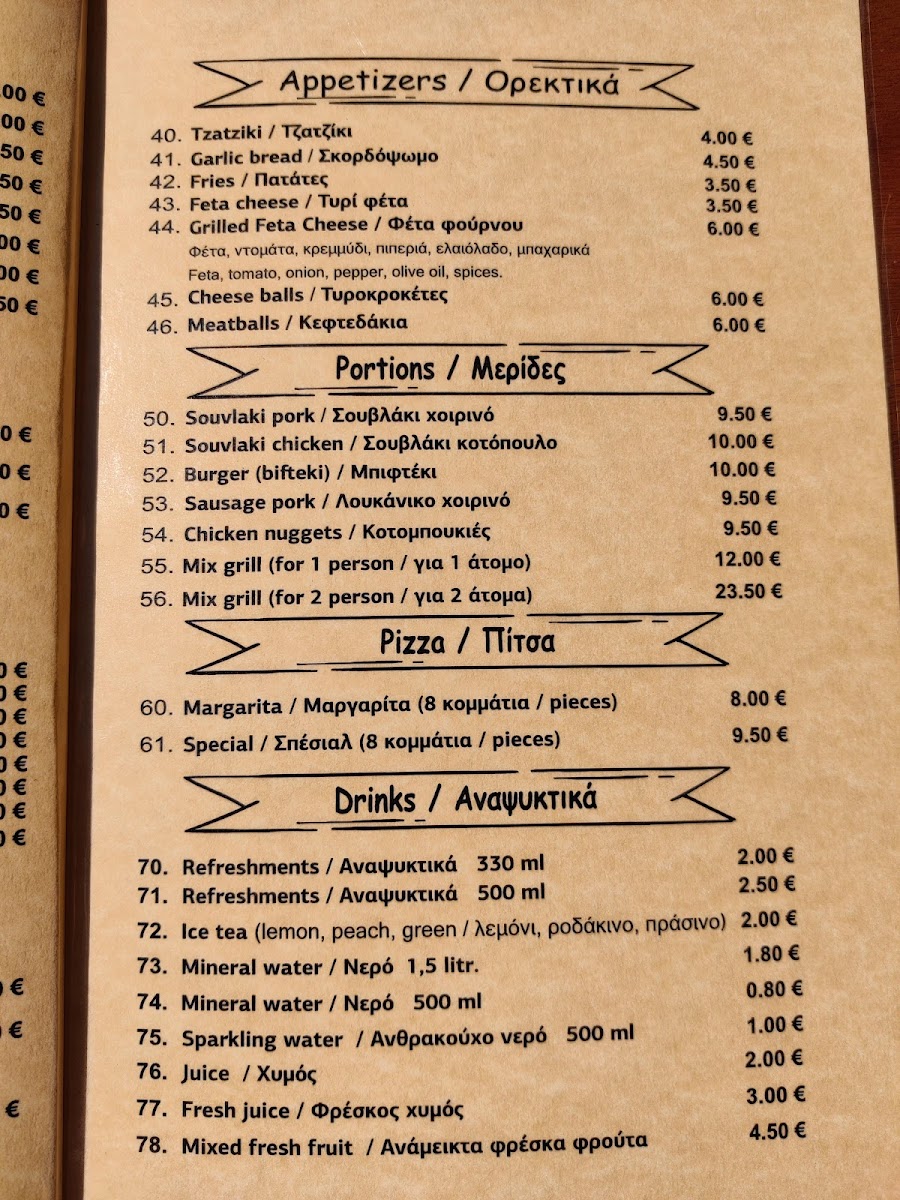 Appetizers / Ορεκτικά
40. Tzatziki / Τζατζίκι 4.00 €
41. Garlic bread / Σκορδόψωμο 4.50 €
42. Fries / Πατάτες 3.50 €
43. Feta cheese / Τυρί φέτα 3.50 €
44. Grilled Feta Cheese / Φέτα φούρνου 6.00 €
Φέτα, ντομάτα, κρεμμύδι, πιπεριά, ελαιόλαδο, μπαχαρικά
Feta, tomato, onion, pepper, olive oil, spices.
45. Cheese balls / Τυροκροκέτες 6.00 €
46. Meatballs / Κεφτεδάκια 6.00 €
Portions / Μερίδες
50. Souvlaki pork / Σουβλάκι χοιρινό 9.50 €
51. Souvlaki chicken / Σουβλάκι κοτόπουλο 10.00 €
52. Burger (bifteki) / Μπιφτέκι 10.00 €
53. Sausage pork / Λουκάνικο χοιρινό 9.50 €
54. Chicken nuggets / Κοτομπουκιές 9.50 €
55. Mix grill (for 1 person / για 1 άτομο) 12.00 €
56. Mix grill (for 2 person / για 2 άτομα) 23.50 €
Pizza / Πίτσα
60. Margarita / Μαργαρίτα (8 κομμάτια / pieces) 8.00 €
61. Special / Σπέσιαλ (8 κομμάτια / pieces) 9.50 €
Drinks / Αναψυκτικά
70. Refreshments / Αναψυκτικά 330 ml 2.00 €
71. Refreshments / Αναψυκτικά 500 ml 2.50 €
72. Ice tea (lemon, peach, green / λεμόνι, ροδάκινο, πράσινο) 2.00 €
73. Mineral water / Νερό 1,5 litr. 1.80 €
74. Mineral water / Νερό 500 ml 0.80 €
75. Sparkling water / Ανθρακούχο νερό 500 ml 1.00 €
76. Juice / Χυμός 2.00 €
77. Fresh juice / Φρέσκος χυμός 3.00 €
78. Mixed fresh fruit / Ανάμεικτα φρέσκα φρούτα 4.50 €